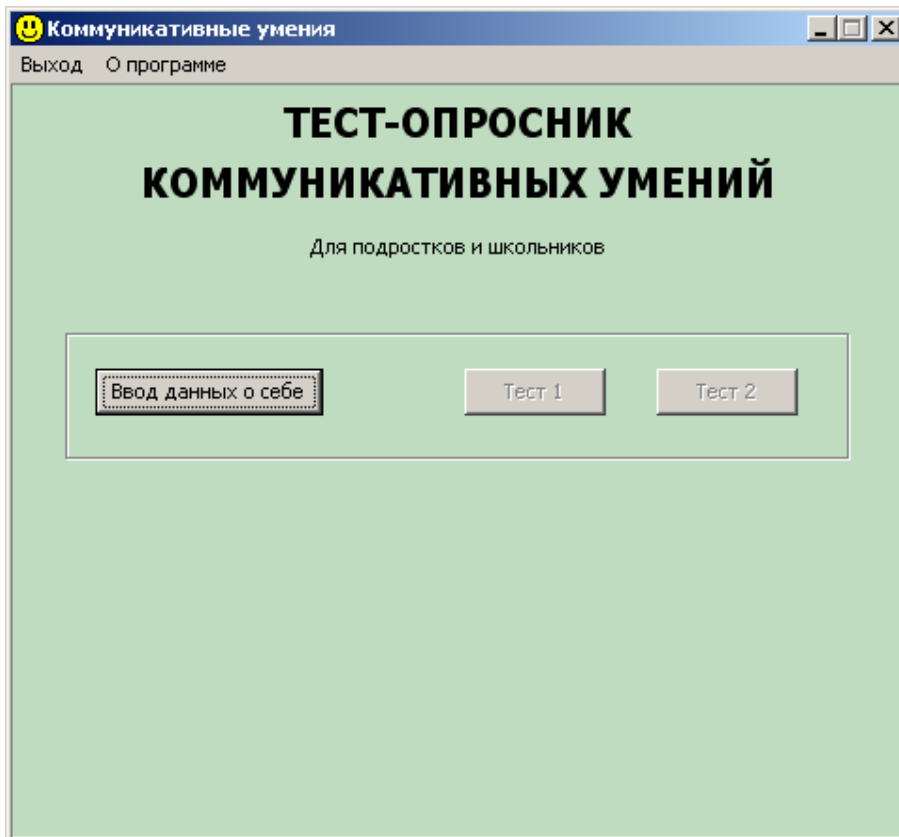 Коммуникативные умения
Выход О программе
ТЕСТ-ОПРОСНИК
КОММУНИКАТИВНЫХ УМЕНИЙ
Для подростков и школьников
Ввод данных о себе Тест 1 Тест 2